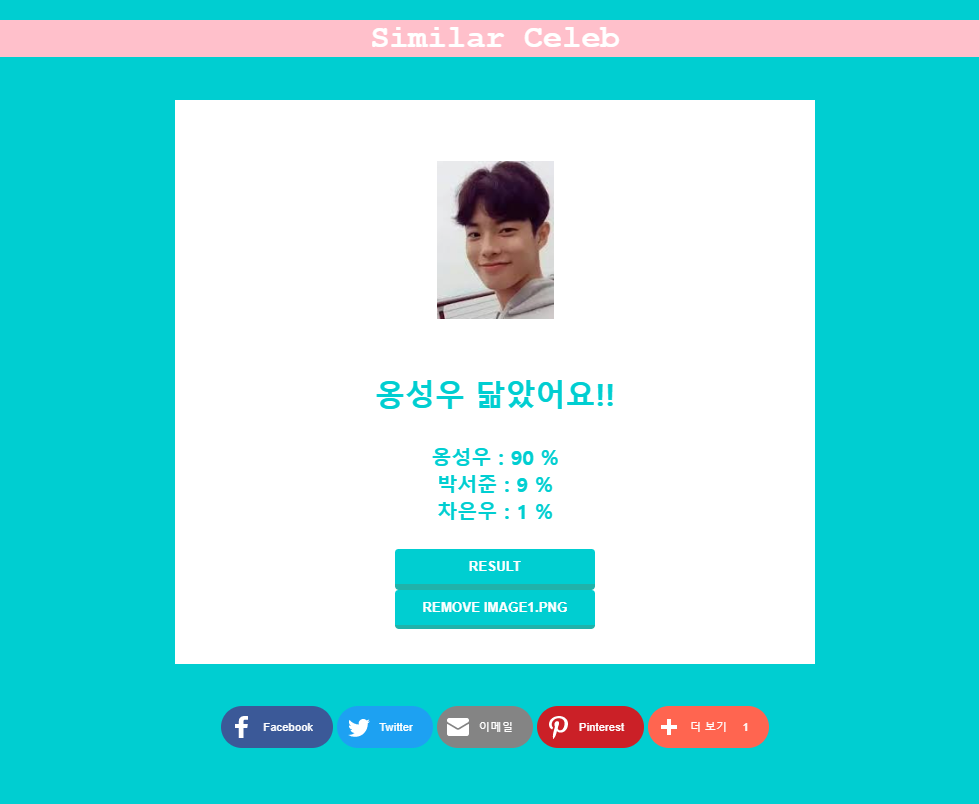 Similar Celeb
옹성우 닮았어요!!
옹성우 : 90 %
박서준 : 9 %
차은우 : 1 %
RESULT
REMOVE IMAGE1.PNG
Facebook Twitter 이메일 Pinterest 더 보기 1